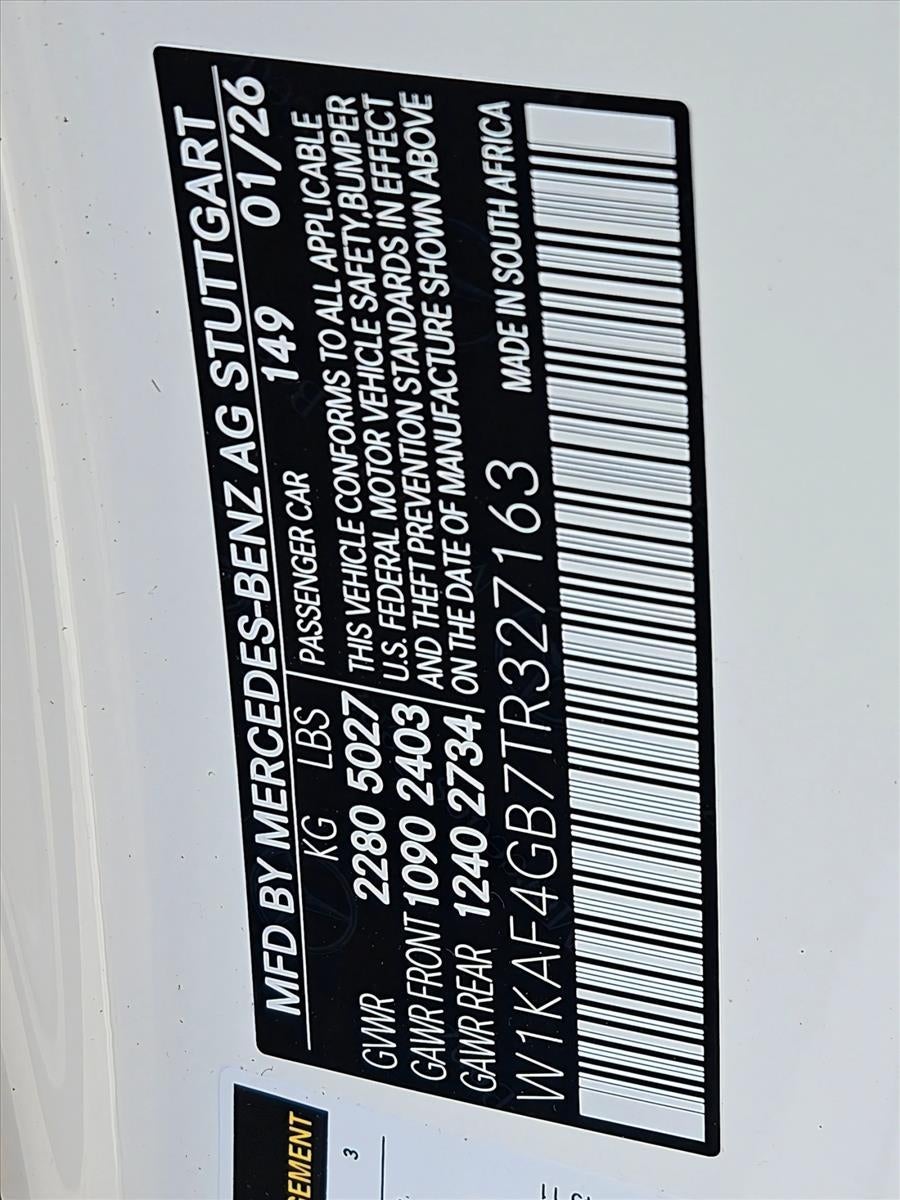 MFD BY MERCEDES-BENZ AG STUTTGART
KG LBS PASSENGER CAR 149 01/26
GVWR 2280 5027
GAWR FRONT 1090 2403
GAWR REAR 1240 2734
THIS VEHICLE CONFORMS TO ALL APPLICABLE
U.S. FEDERAL MOTOR VEHICLE SAFETY,BUMPER
AND THEFT PREVENTION STANDARDS IN EFFECT
ON THE DATE OF MANUFACTURE SHOWN ABOVE
W1KAF4GB7TR327163 MADE IN SOUTH AFRICA
3